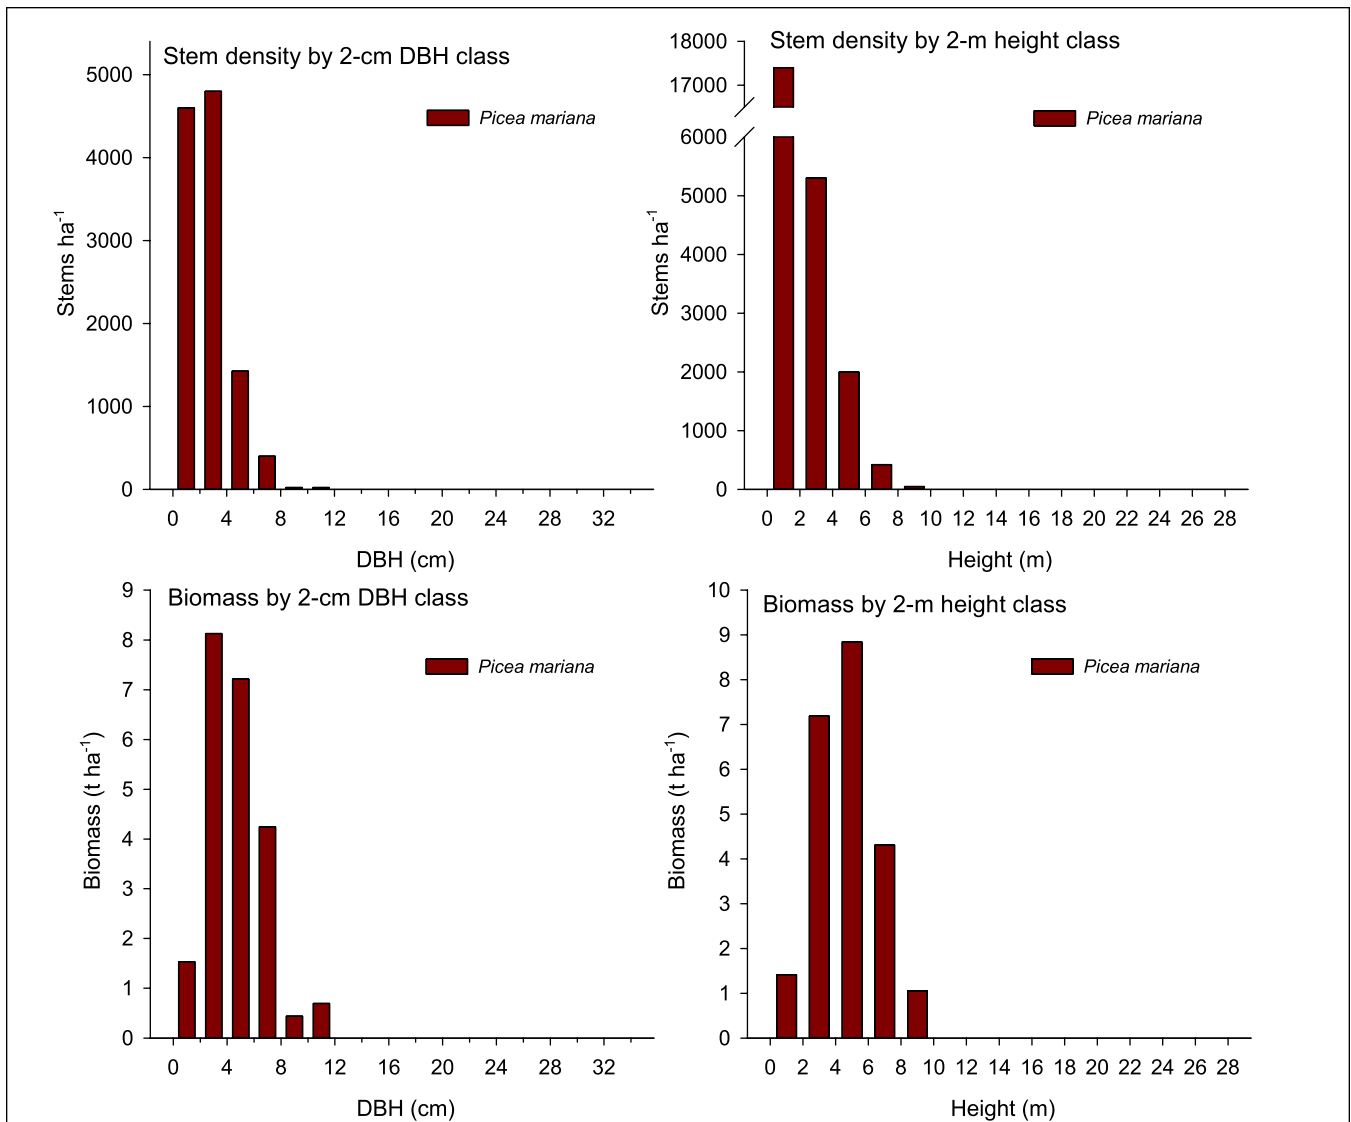 Stem density by 2-cm DBH class
Picea mariana
5000
4000
3000
2000
1000
0
Stems ha⁻¹
0 4 8 12 16 20 24 28 32
DBH (cm)
Stem density by 2-m height class
Picea mariana
18000
17000
6000
5000
4000
3000
2000
1000
0
Stems ha⁻¹
0 2 4 6 8 10 12 14 16 18 20 22 24 26 28
Height (m)
Biomass by 2-cm DBH class
Picea mariana
9
8
7
6
5
4
3
2
1
0
Biomass (t ha⁻¹)
0 4 8 12 16 20 24 28 32
DBH (cm)
Biomass by 2-m height class
Picea mariana
10
9
8
7
6
5
4
3
2
1
0
Biomass (t ha⁻¹)
0 2 4 6 8 10 12 14 16 18 20 22 24 26 28
Height (m)